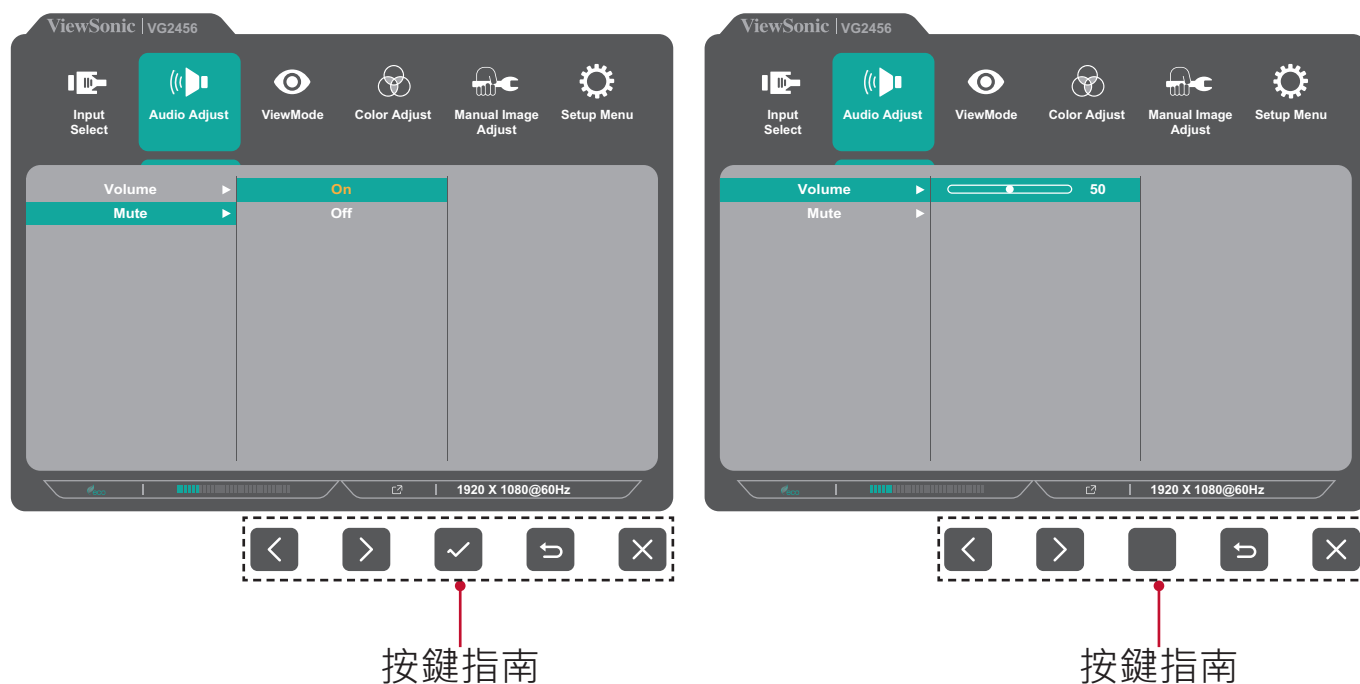 ViewSonic VG2456
Input Select
Audio Adjust
ViewMode
Color Adjust
Manual Image Adjust
Setup Menu
Volume
On
Mute
Off
eco
1920 X 1080@60Hz
按鍵指南
ViewSonic VG2456
Input Select
Audio Adjust
ViewMode
Color Adjust
Manual Image Adjust
Setup Menu
Volume
50
Mute
eco
1920 X 1080@60Hz
按鍵指南